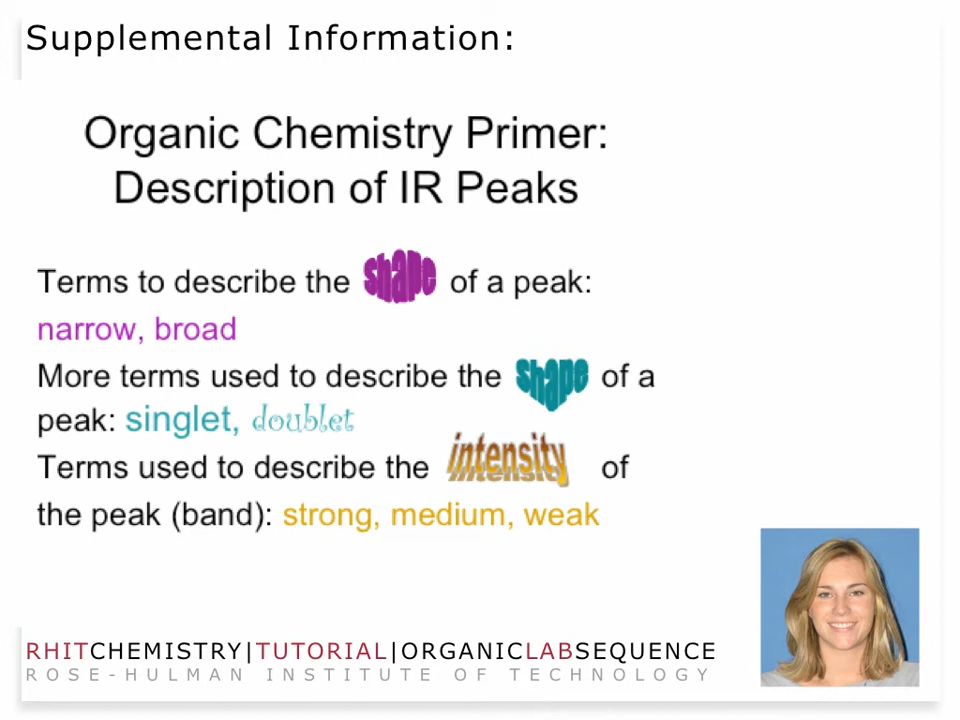 Supplemental Information:
Organic Chemistry Primer:
Description of IR Peaks
Terms to describe the shape of a peak:
narrow, broad
More terms used to describe the shape of a
peak: singlet, doublet
Terms used to describe the intensity of
the peak (band): strong, medium, weak
RHITCHEMISTRY|TUTORIAL|ORGANICLABSEQUENCE
ROSE-HULMAN INSTITUTE OF TECHNOLOGY